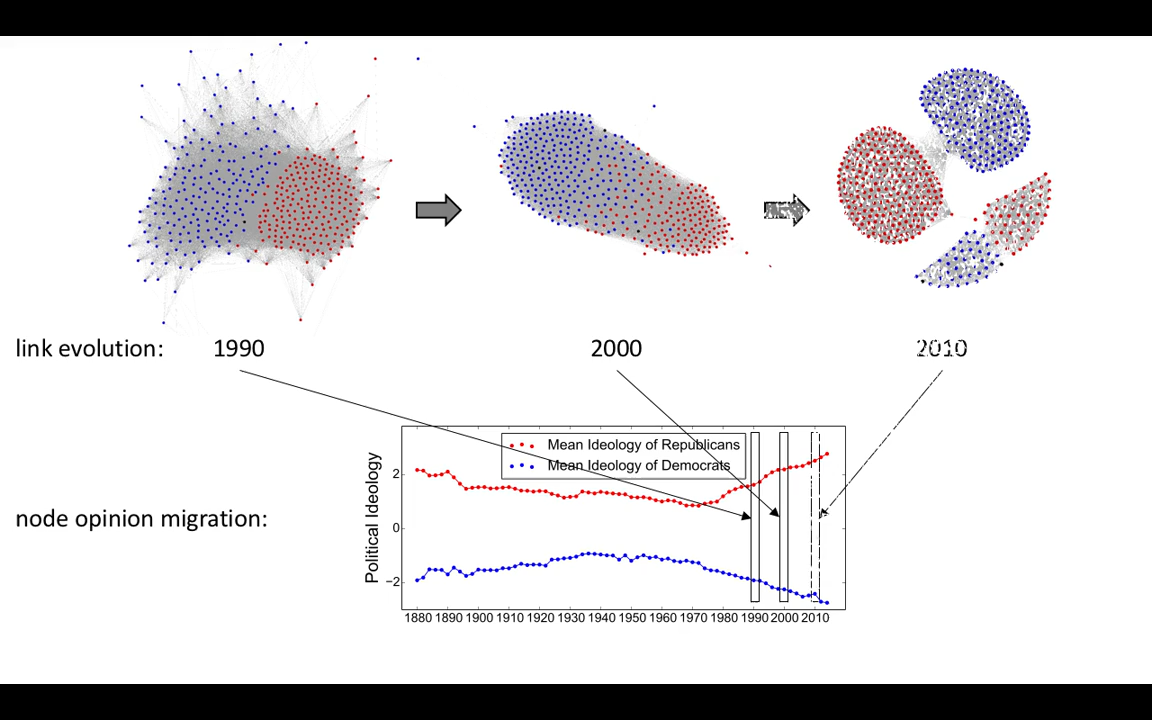 link evolution: 1990 2000 2010
Mean Ideology of Republicans
Mean Ideology of Democrats
Political Ideology
2
0
−2
node opinion migration:
1880 1890 1900 1910 1920 1930 1940 1950 1960 1970 1980 1990 2000 2010